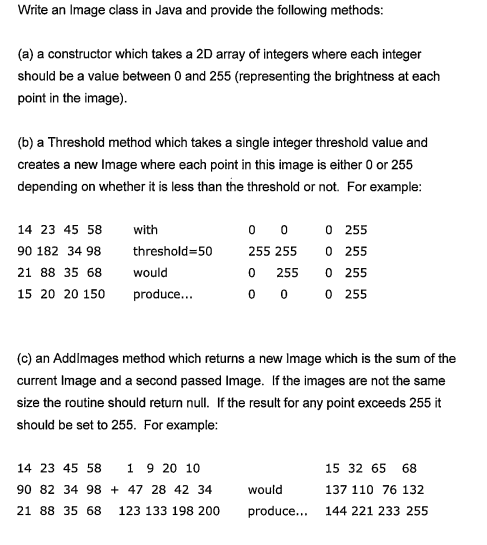 Write an Image class in Java and provide the following methods:
(a) a constructor which takes a 2D array of integers where each integer
should be a value between 0 and 255 (representing the brightness at each
point in the image).
(b) a Threshold method which takes a single integer threshold value and
creates a new Image where each point in this image is either 0 or 255
depending on whether it is less than the threshold or not. For example:
14 23 45 58 with 0 0 0 255
90 182 34 98 threshold=50 255 255 0 255
21 88 35 68 would 0 255 0 255
15 20 20 150 produce... 0 0 0 255
(c) an AddImages method which returns a new Image which is the sum of the
current Image and a second passed Image. If the images are not the same
size the routine should return null. If the result for any point exceeds 255 it
should be set to 255. For example:
14 23 45 58 1 9 20 10 15 32 65 68
90 82 34 98 + 47 28 42 34 would 137 110 76 132
21 88 35 68 123 133 198 200 produce... 144 221 233 255